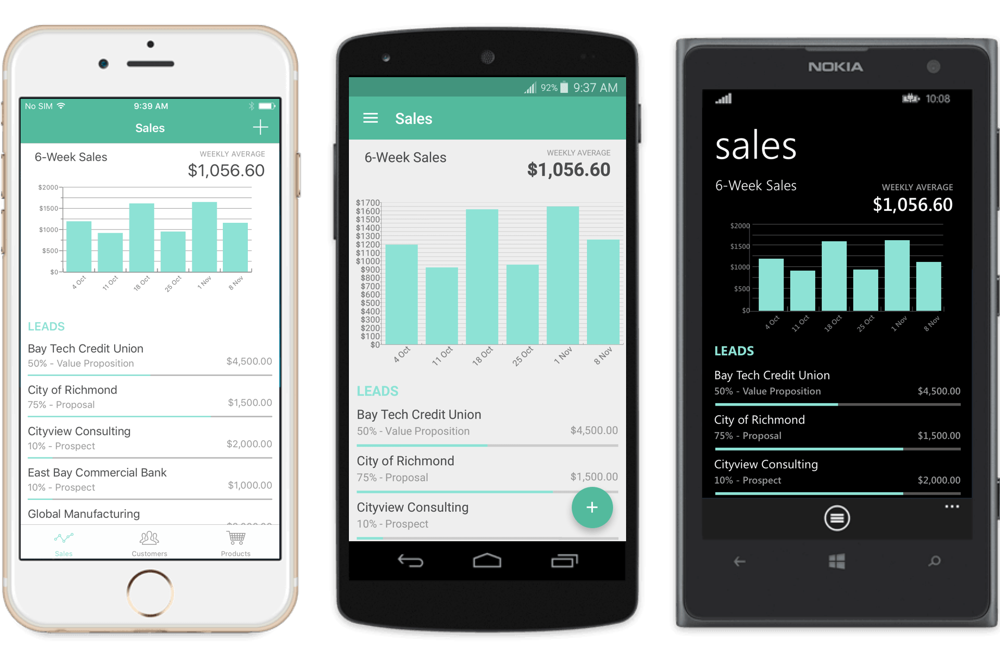 No SIM 9:39 AM
Sales
6-Week Sales
WEEKLY AVERAGE
$1,056.60
$2000
$1500
$1000
$500
$0
4 Oct
11 Oct
18 Oct
25 Oct
1 Nov
8 Nov
LEADS
Bay Tech Credit Union
50% - Value Proposition $4,500.00
City of Richmond
75% - Proposal $1,500.00
Cityview Consulting
10% - Prospect $2,000.00
East Bay Commercial Bank
10% - Prospect $1,000.00
Global Manufacturing
Sales Customers Products
92% 9:37 AM
Sales
6-Week Sales
WEEKLY AVERAGE
$1,056.60
$1700
$1600
$1500
$1400
$1300
$1200
$1100
$1000
$900
$800
$700
$600
$500
$400
$300
$200
$100
$0
4 Oct
11 Oct
18 Oct
25 Oct
1 Nov
8 Nov
LEADS
Bay Tech Credit Union
50% - Value Proposition $4,500.00
City of Richmond
75% - Proposal $1,500.00
Cityview Consulting
10% - Prospect
NOKIA
10:08
sales
6-Week Sales
WEEKLY AVERAGE
$1,056.60
$2000
$1500
$1000
$500
$0
4 Oct
11 Oct
18 Oct
25 Oct
1 Nov
8 Nov
LEADS
Bay Tech Credit Union
50% - Value Proposition $4,500.00
City of Richmond
75% - Proposal $1,500.00
Cityview Consulting
10% - Prospect $2,000.00